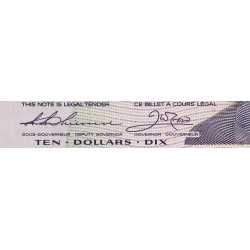 THIS NOTE IS LEGAL TENDER CE BILLET A COURS LÉGAL
SOUS-GOUVERNEUR DEPUTY GOVERNOR GOVERNOR GOUVERNEUR
TEN · DOLLARS · DIX